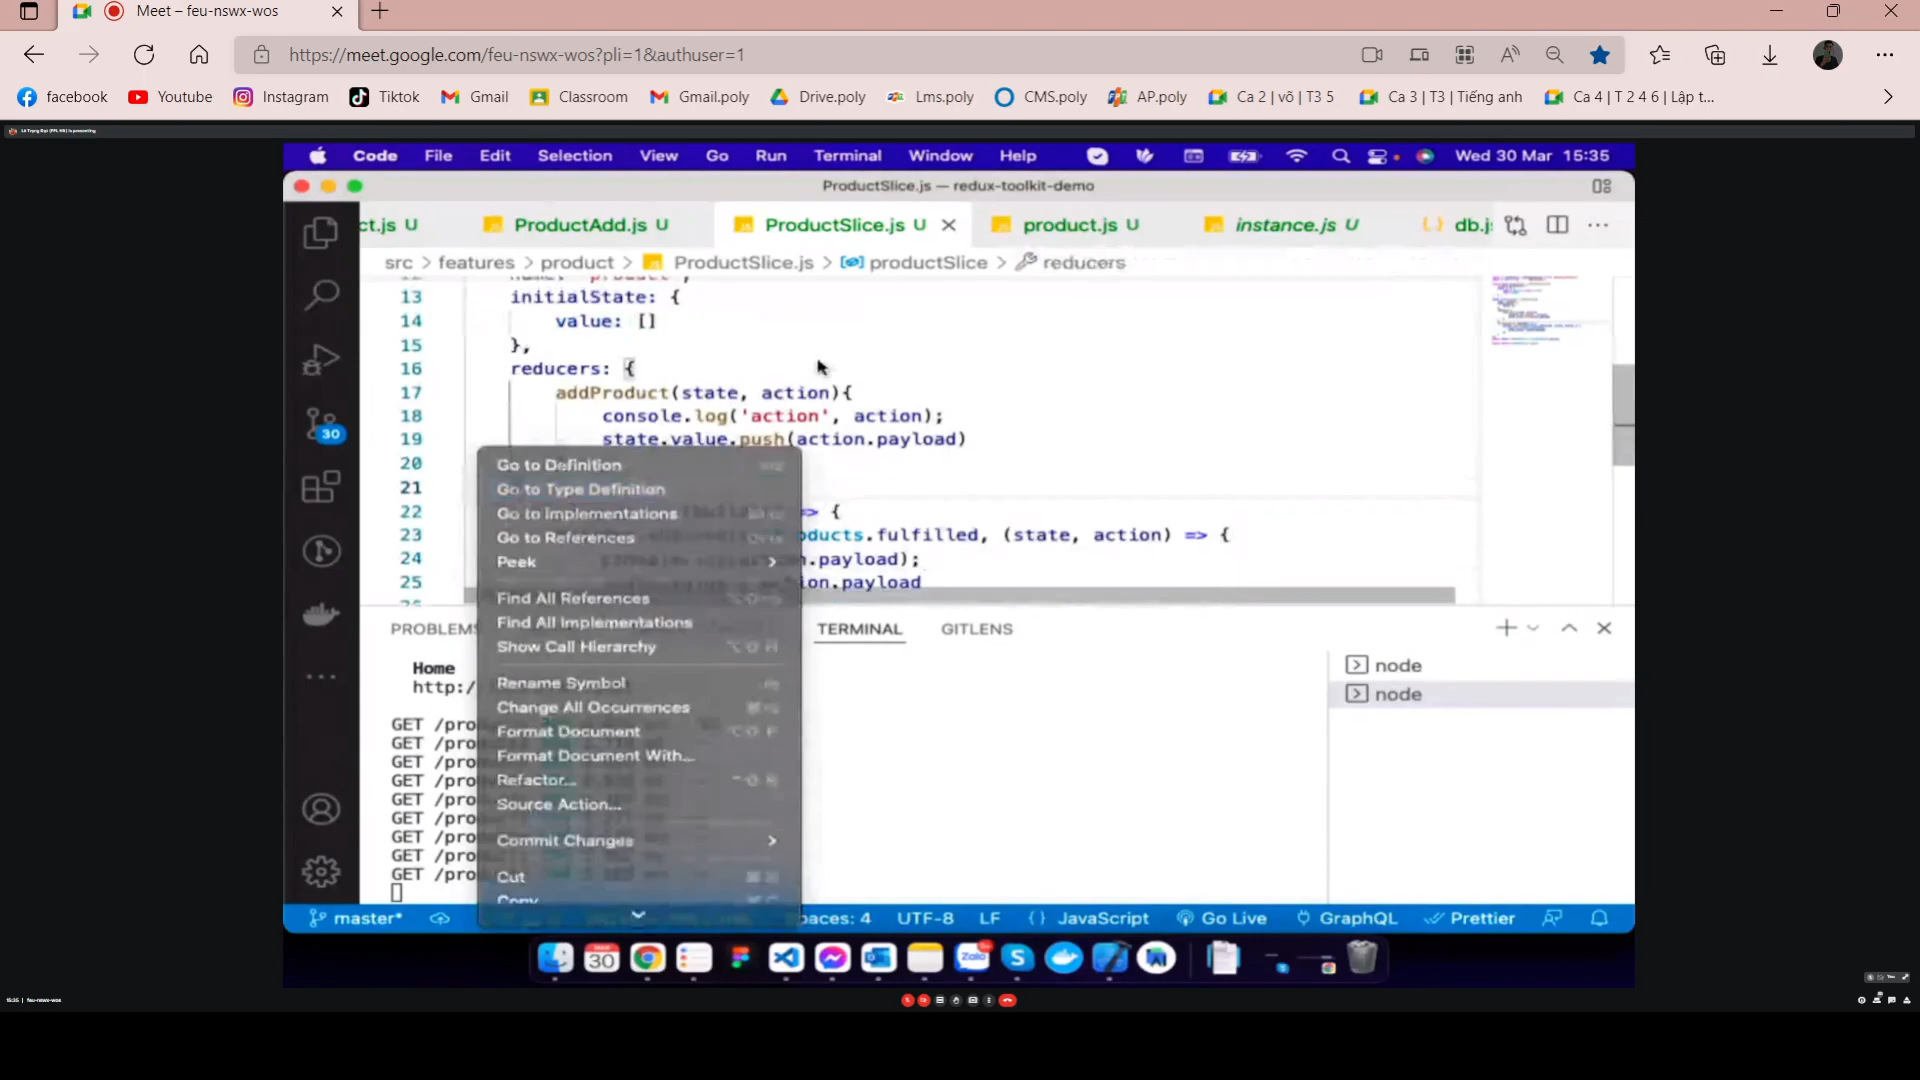 Meet – feu-nswx-wos
https://meet.google.com/feu-nswx-wos?pli=1&authuser=1
facebook Youtube Instagram Tiktok Gmail Classroom Gmail.poly Drive.poly Lms.poly CMS.poly AP.poly Ca 2 | võ | T3 5 Ca 3 | T3 | Tiếng anh Ca 4 | T 2 4 6 | Lập t...
Code File Edit Selection View Go Run Terminal Window Help Wed 30 Mar 15:35
ProductSlice.js — redux-toolkit-demo
ct.js U ProductAdd.js U ProductSlice.js U product.js U instance.js U db.j
src > features > product > ProductSlice.js > productSlice > reducers
13 initialState: {
14 value: []
15 },
16 reducers: {
17 addProduct(state, action){
18 console.log('action', action);
19 state.value.push(action.payload)
20
21
22 => {
23 oducts.fulfilled, (state, action) => {
24 n.payload);
25 ion.payload
Go to Definition
Go to Type Definition
Go to Implementations
Go to References
Peek
Find All References
Find All Implementations
Show Call Hierarchy
Rename Symbol
Change All Occurrences
Format Document
Format Document With...
Refactor...
Source Action...
Commit Changes
Cut
Copy
PROBLEMS TERMINAL GITLENS
Home
http:/
GET /pro
GET /pro
GET /pro
GET /pro
GET /pro
GET /pro
GET /pro
GET /pro
GET /pro
node
node
30
master* paces: 4 UTF-8 LF {} JavaScript Go Live GraphQL Prettier
30
Zalo
15:35 | feu-nswx-wos